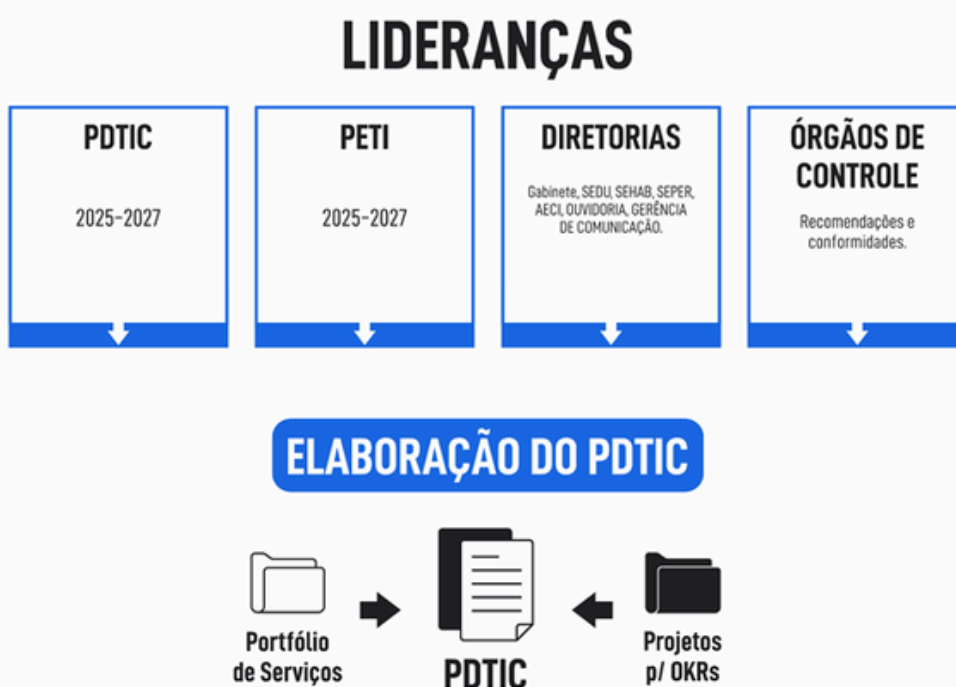 LIDERANÇAS
PDTIC
2025-2027
PETI
2025-2027
DIRETORIAS
Gabinete, SEDU, SEHAB, SEPER,
AECI, OUVIDORIA, GERÊNCIA
DE COMUNICAÇÃO.
ÓRGÃOS DE
CONTROLE
Recomendações e
conformidades.
ELABORAÇÃO DO PDTIC
Portfólio
de Serviços
PDTIC
Projetos
p/ OKRs